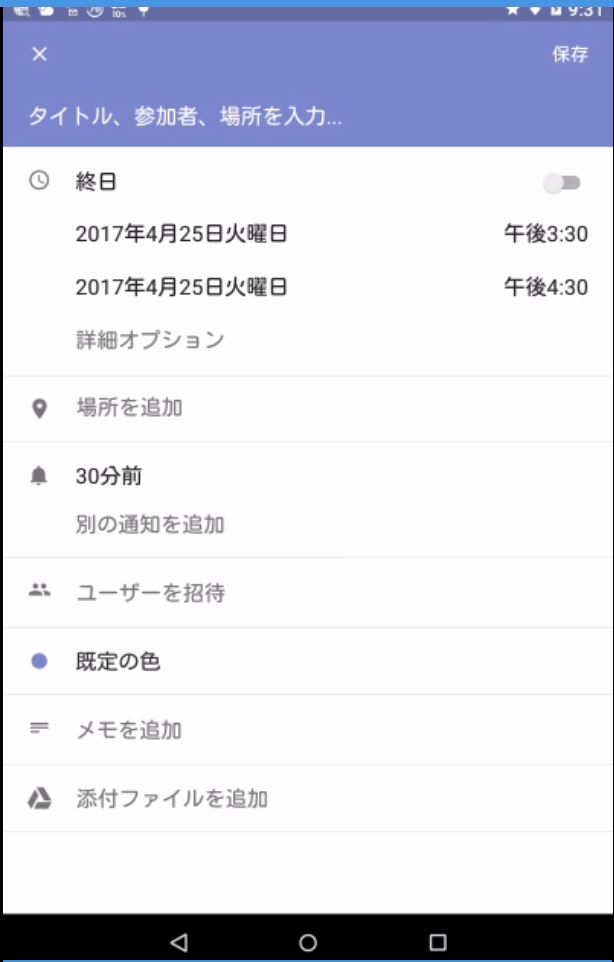 9:31
保存
タイトル、参加者、場所を入力...
終日
2017年4月25日火曜日 午後3:30
2017年4月25日火曜日 午後4:30
詳細オプション
場所を追加
30分前
別の通知を追加
ユーザーを招待
既定の色
メモを追加
添付ファイルを追加